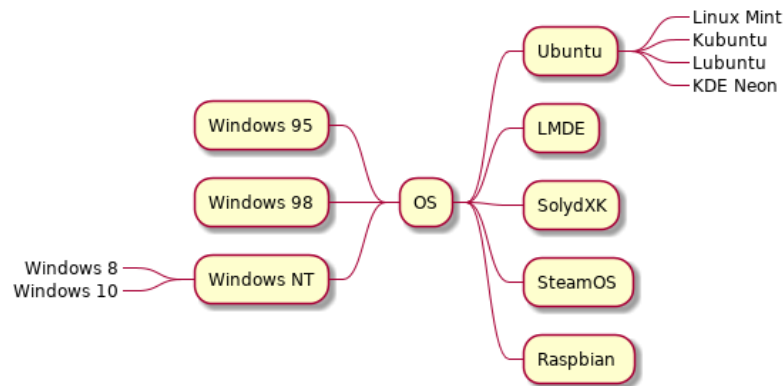 Linux Mint
Kubuntu
Ubuntu
Lubuntu
KDE Neon
Windows 95
LMDE
Windows 98
OS
SolydXK
Windows 8
Windows NT
SteamOS
Windows 10
Raspbian